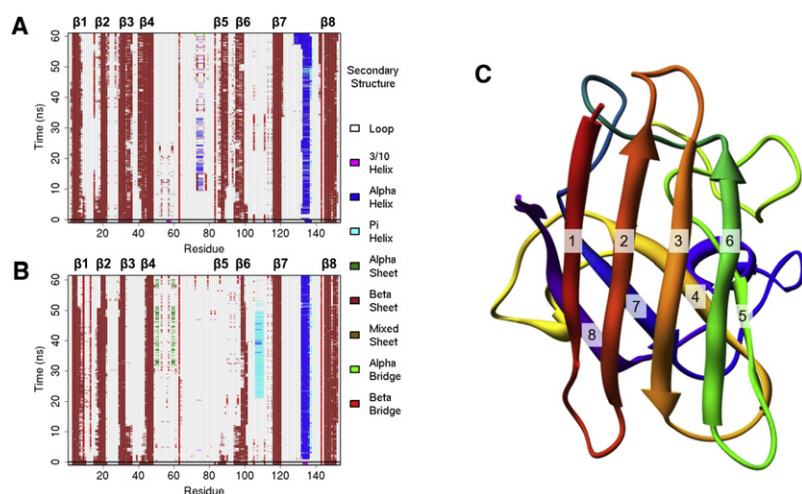 A
β1 β2 β3 β4 β5 β6 β7 β8
Time (ns)
60
50
40
30
20
10
0
20 40 60 80 100 120 140
Residue
B
β1 β2 β3 β4 β5 β6 β7 β8
Time (ns)
60
50
40
30
20
10
0
20 40 60 80 100 120 140
Residue
Secondary
Structure
Loop
3/10
Helix
Alpha
Helix
Pi
Helix
Alpha
Sheet
Beta
Sheet
Mixed
Sheet
Alpha
Bridge
Beta
Bridge
C
1 2 3 6
4
7
5
8